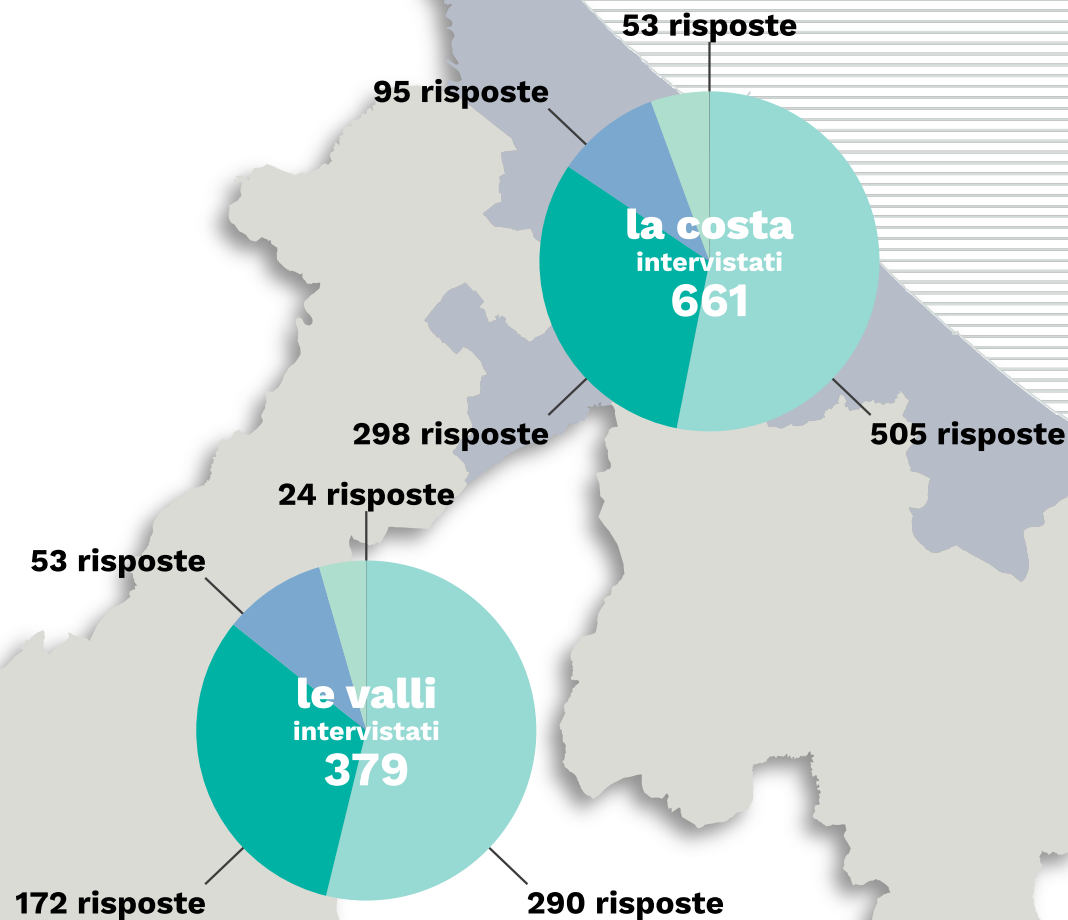 53 risposte
95 risposte
la costa
intervistati
661
298 risposte
505 risposte
24 risposte
53 risposte
le valli
intervistati
379
172 risposte
290 risposte